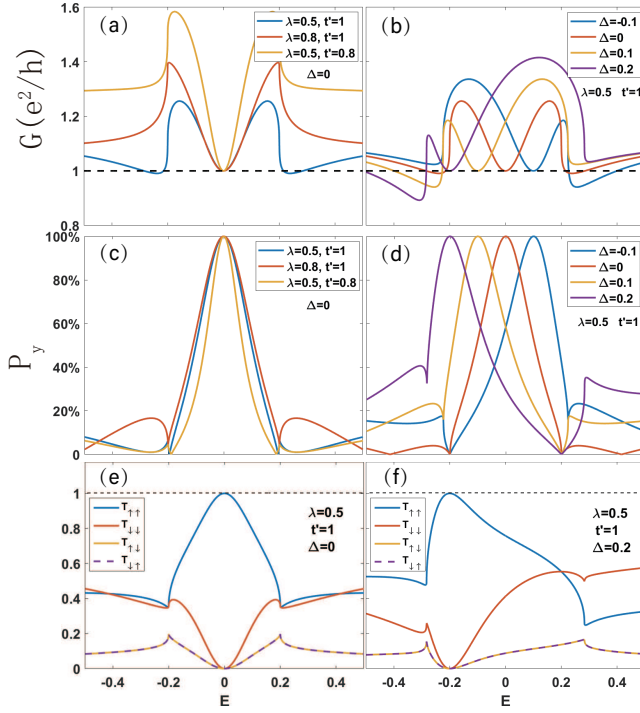 (a)
λ=0.5, t'=1
λ=0.8, t'=1
λ=0.5, t'=0.8
Δ=0
G(e²/h)
1.6
1.4
1.2
1
0.8
(b)
Δ=-0.1
Δ=0
Δ=0.1
Δ=0.2
λ=0.5 t'=1
(c)
λ=0.5, t'=1
λ=0.8, t'=1
λ=0.5, t'=0.8
Δ=0
P_y
100%
80%
60%
40%
20%
0
(d)
Δ=-0.1
Δ=0
Δ=0.1
Δ=0.2
λ=0.5 t'=1
(e)
T↑↑
T↓↓
T↑↓
T↓↑
λ=0.5
t'=1
Δ=0
1
0.8
0.6
0.4
0.2
0
-0.4 -0.2 0 0.2 0.4
E
(f)
T↑↑
T↓↓
T↑↓
T↓↑
λ=0.5
t'=1
Δ=0.2
-0.4 -0.2 0 0.2 0.4
E